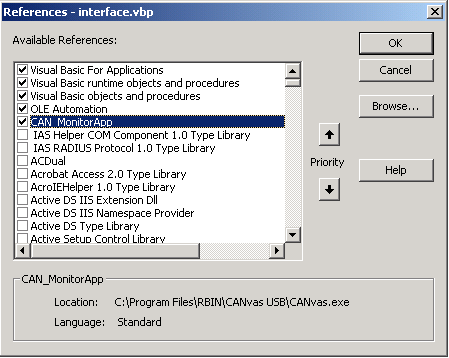 References - interface.vbp
Available References:
OK
Visual Basic For Applications
Cancel
Visual Basic runtime objects and procedures
Visual Basic objects and procedures
OLE Automation
Browse...
CAN_MonitorApp
IAS Helper COM Component 1.0 Type Library
IAS RADIUS Protocol 1.0 Type Library
ACDual
Priority
Acrobat Access 2.0 Type Library
Help
AcroIEHelper 1.0 Type Library
Active DS IIS Extension Dll
Active DS IIS Namespace Provider
Active DS Type Library
Active Setup Control Library
CAN_MonitorApp
Location: C:\Program Files\RBIN\CANvas USB\CANvas.exe
Language: Standard